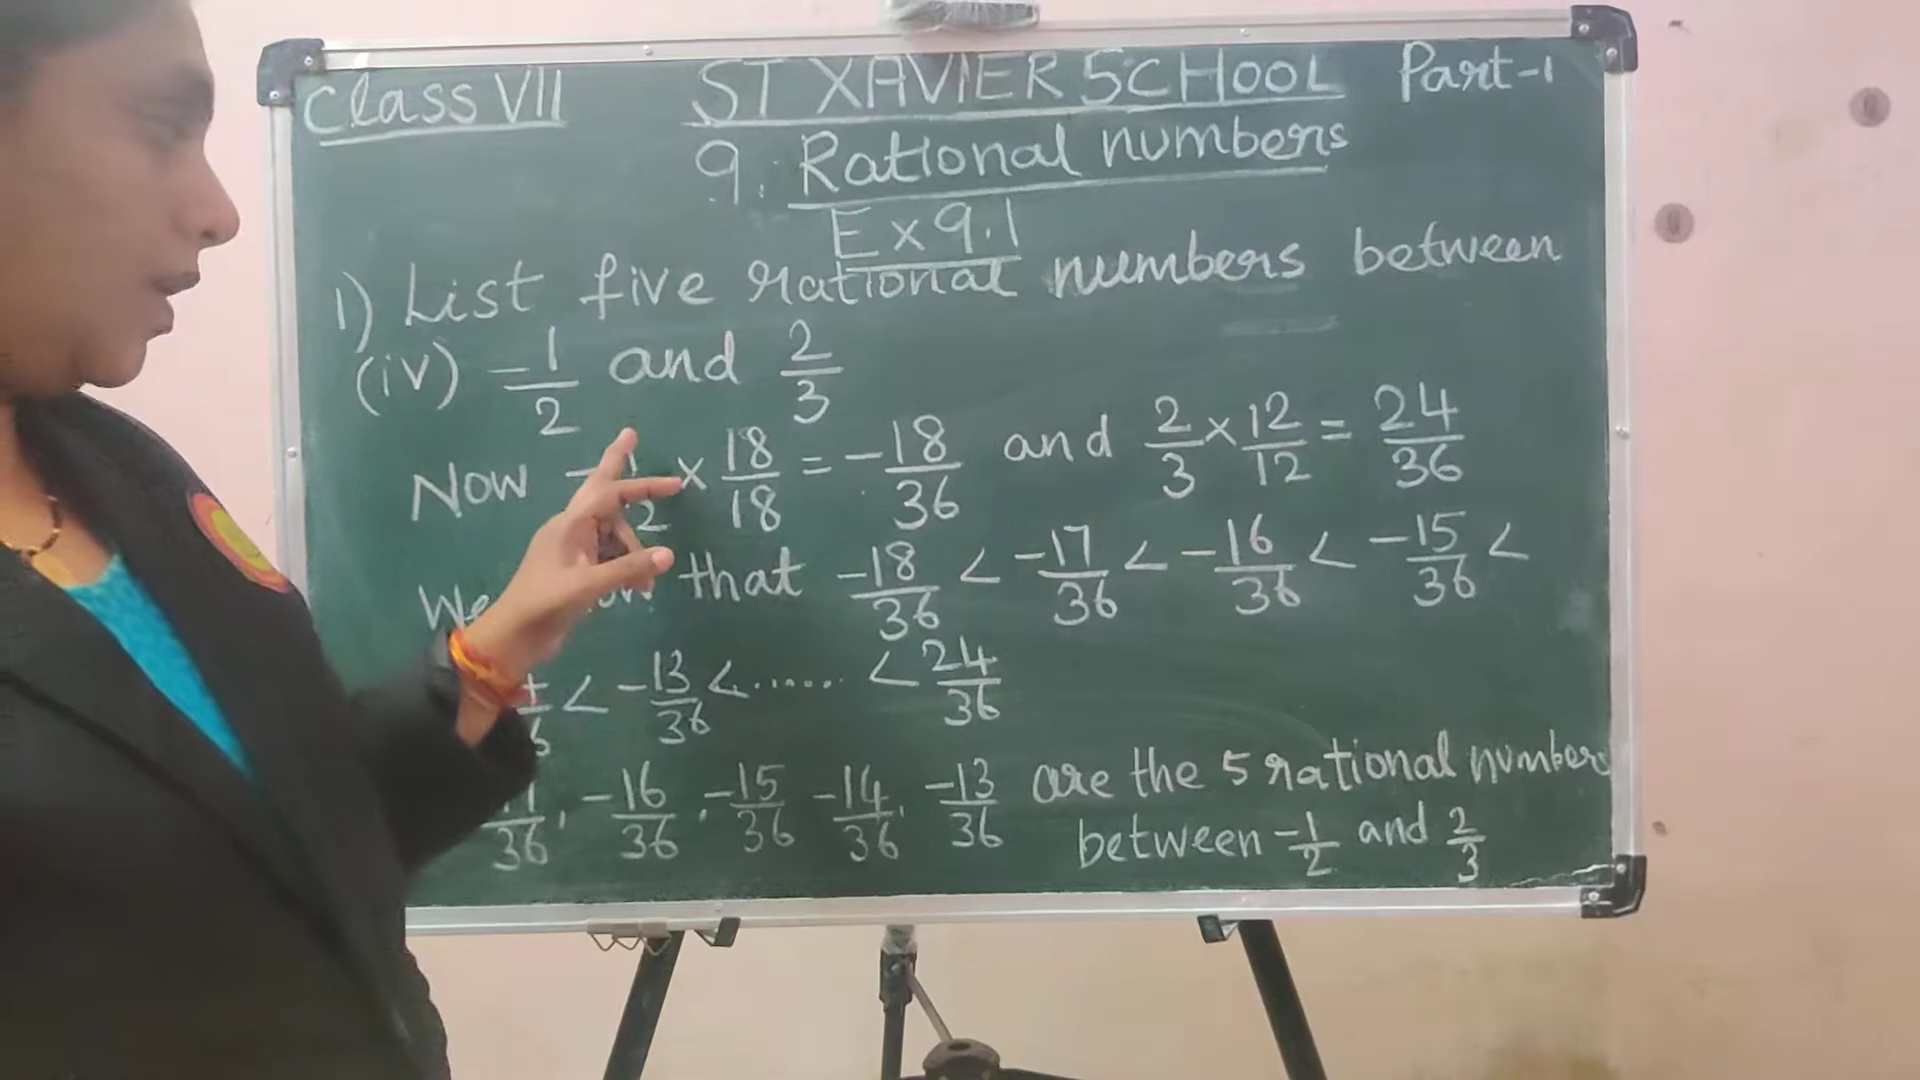 Class VII ST XAVIER SCHOOL Part-1
9. Rational numbers
Ex 9.1
1) List five rational numbers between
(iv) -1/2 and 2/3
Now × 18/18 = -18/36 and 2/3 × 12/12 = 24/36
We that -18/36 < -17/36 < -16/36 < -15/36 <
< -13/36 < ...... < 24/36
-16/36, -15/36 -14/36, -13/36 are the 5 rational numbers
between -1/2 and 2/3